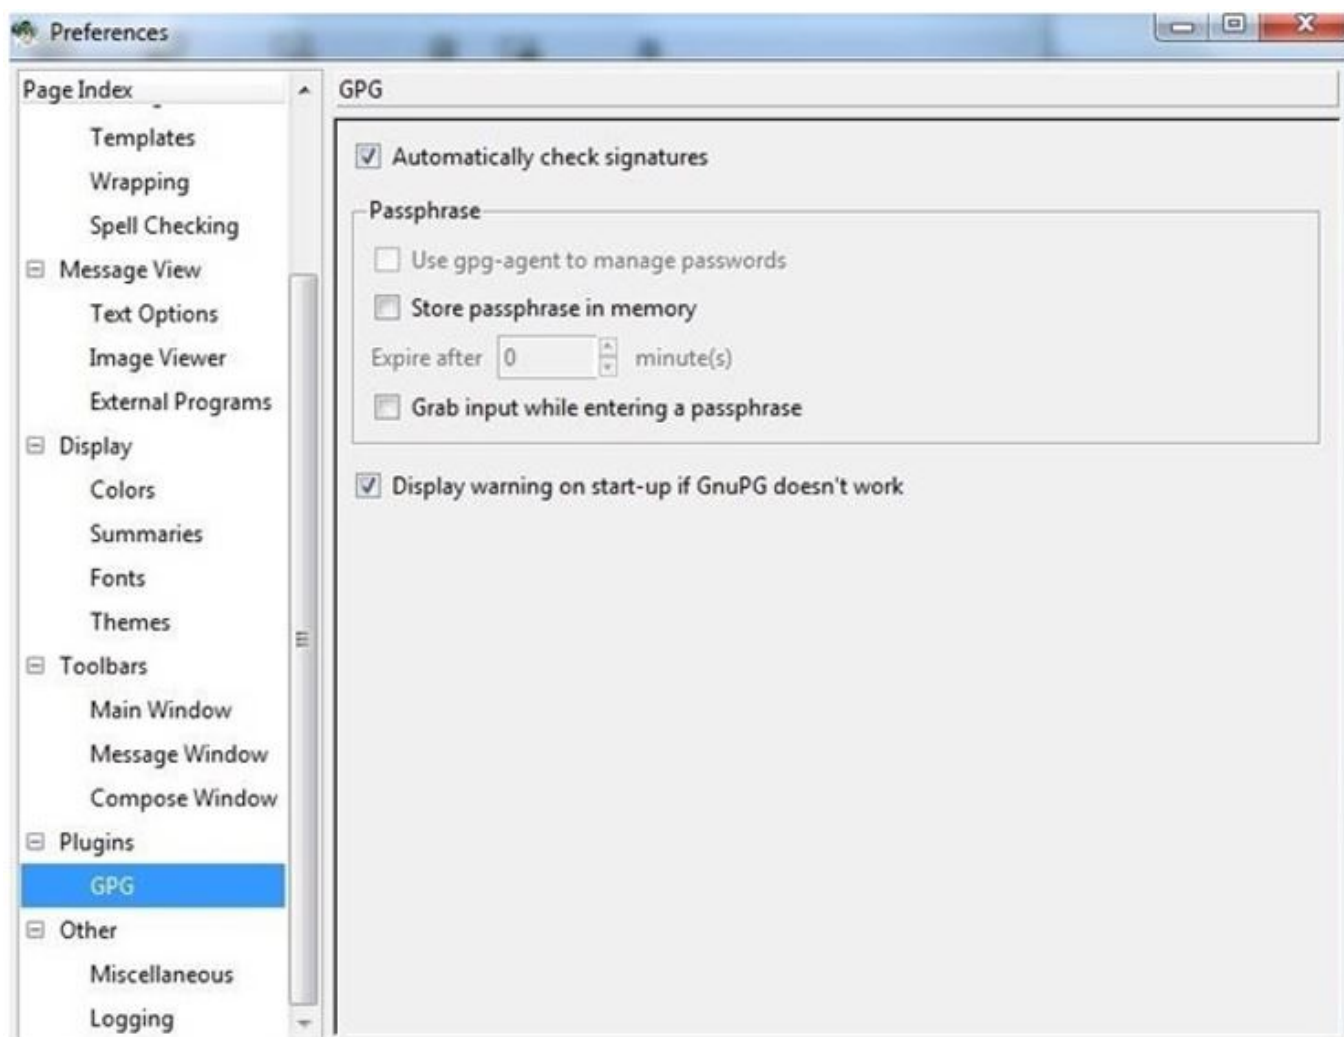 Preferences
Page Index
Templates
Wrapping
Spell Checking
Message View
Text Options
Image Viewer
External Programs
Display
Colors
Summaries
Fonts
Themes
Toolbars
Main Window
Message Window
Compose Window
Plugins
GPG
Other
Miscellaneous
Logging
GPG
Automatically check signatures
Passphrase
Use gpg-agent to manage passwords
Store passphrase in memory
Expire after 0 minute(s)
Grab input while entering a passphrase
Display warning on start-up if GnuPG doesn't work